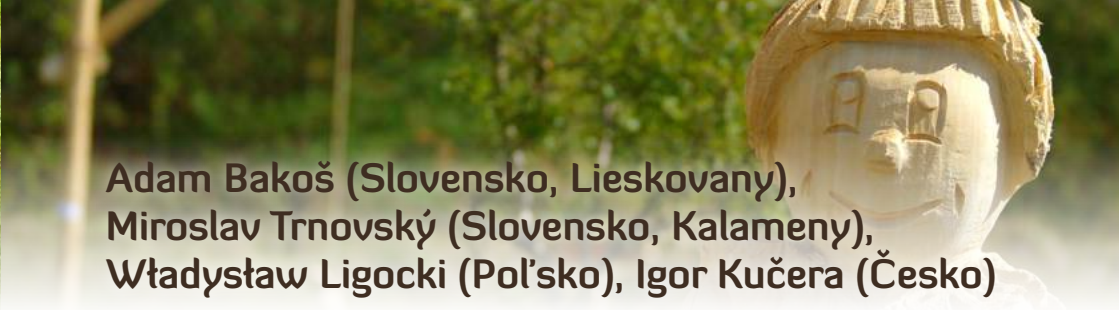 Adam Bakoš (Slovensko, Lieskovany),
Miroslav Trnovský (Slovensko, Kalameny),
Władysław Ligocki (Poľsko), Igor Kučera (Česko)